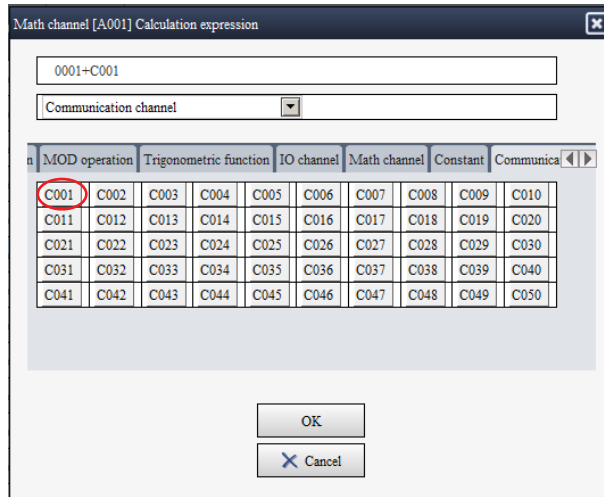 Math channel [A001] Calculation expression
0001+C001
Communication channel
n MOD operation Trigonometric function IO channel Math channel Constant Communica
C001 C002 C003 C004 C005 C006 C007 C008 C009 C010
C011 C012 C013 C014 C015 C016 C017 C018 C019 C020
C021 C022 C023 C024 C025 C026 C027 C028 C029 C030
C031 C032 C033 C034 C035 C036 C037 C038 C039 C040
C041 C042 C043 C044 C045 C046 C047 C048 C049 C050
OK
Cancel